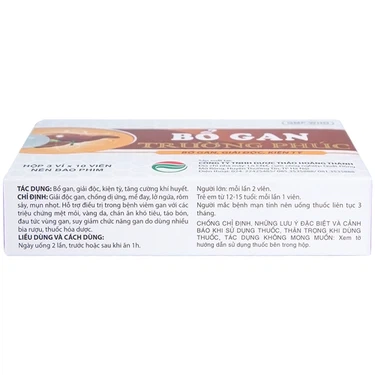 BỔ GAN
TRƯỜNG PHÚC
BỔ GAN, GIẢI ĐỘC, KIỆN TỲ
HỘP 3 VỈ x 10 VIÊN
NÉN BAO PHIM
CÔNG TY TNHH DƯỢC THẢO HOÀNG THÀNH
TÁC DỤNG: Bổ gan, giải độc, kiện tỳ, tăng cường khí huyết.
CHỈ ĐỊNH: Giải độc gan, chống dị ứng, mề đay, lở ngứa, rôm
sảy, mụn nhọt. Hỗ trợ điều trị trong bệnh viêm gan với các
triệu chứng mệt mỏi, vàng da, chán ăn khó tiêu, táo bón,
đau tức vùng gan, suy giảm chức năng gan do dùng nhiều
bia rượu, thuốc hóa dược.
LIỀU DÙNG VÀ CÁCH DÙNG:
Ngày uống 2 lần, trước hoặc sau khi ăn 1h.
Người lớn: mỗi lần 2 viên.
Trẻ em từ 12-15 tuổi: mỗi lần 1 viên.
Người mắc bệnh mạn tính nên uống thuốc liên tục 3
tháng.
CHỐNG CHỈ ĐỊNH, NHỮNG LƯU Ý ĐẶC BIỆT VÀ CẢNH
BÁO KHI SỬ DỤNG THUỐC, THẬN TRỌNG KHI DÙNG
THUỐC, TÁC DỤNG KHÔNG MONG MUỐN: Xem tờ
hướng dẫn sử dụng thuốc bên trong hộp.